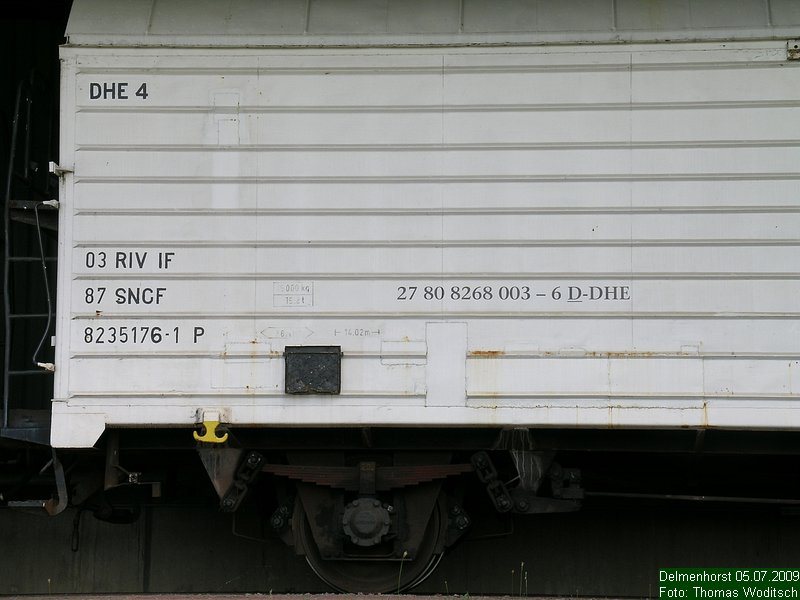 DHE 4
03 RIV IF
87 SNCF
27 80 8268 003 – 6 D-DHE
8235176-1 P
14,02m
Delmenhorst 05.07.2009
Foto: Thomas Woditsch